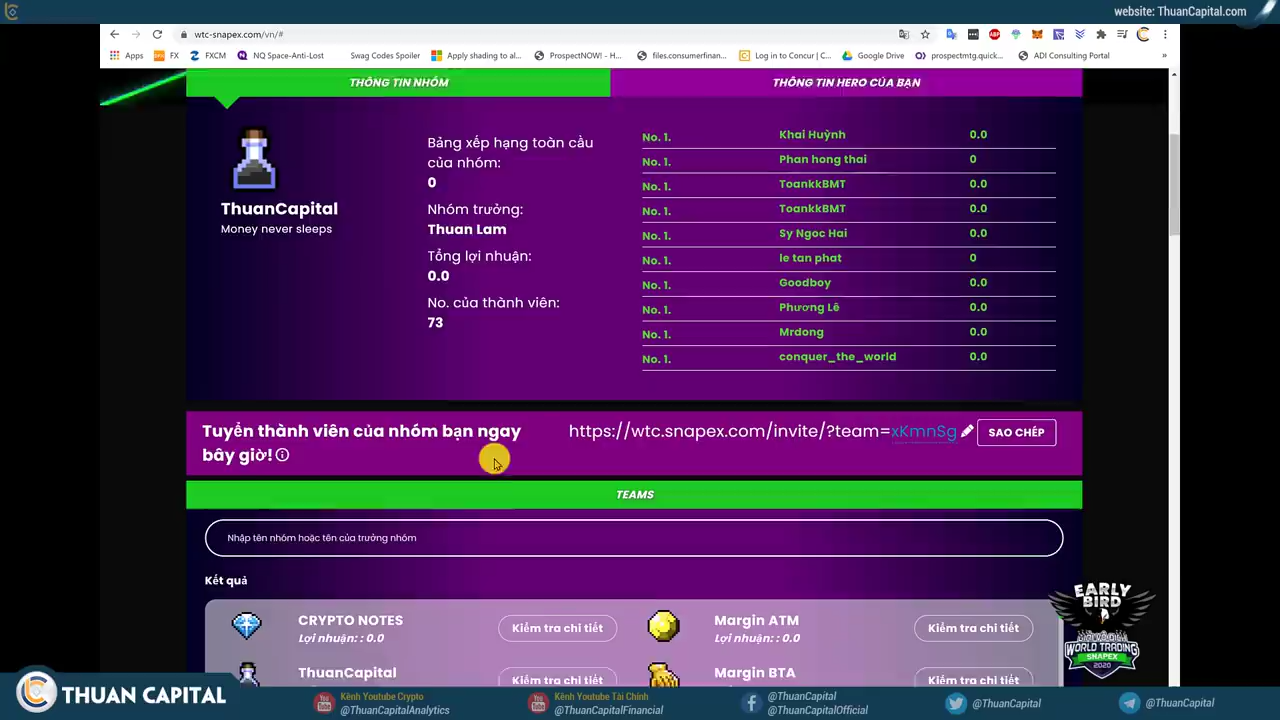 website: ThuanCapital.com
wtc-snapex.com/vn/#
Apps
FX
FXCM
NQ Space-Anti-Lost
Swag Codes Spoiler
Apply shading to al...
ProspectNOW! - Ho...
files.consumerfinan...
Log in to Concur | C...
Google Drive
prospectmtg.quick...
ADI Consulting Portal
»
THÔNG TIN NHÓM
THÔNG TIN HERO CỦA BẠN
ThuanCapital
Money never sleeps
Bảng xếp hạng toàn cầu
của nhóm:
0
Nhóm trưởng:
Thuan Lam
Tổng lợi nhuận:
0.0
No. của thành viên:
73
No. 1. Khai Huỳnh 0.0
No. 1. Phan hong thai 0
No. 1. ToankkBMT 0.0
No. 1. ToankkBMT 0.0
No. 1. Sy Ngoc Hai 0.0
No. 1. le tan phat 0
No. 1. Goodboy 0.0
No. 1. Phương Lê 0.0
No. 1. Mrdong 0.0
No. 1. conquer_the_world 0.0
Tuyển thành viên của nhóm bạn ngay
bây giờ!
https://wtc.snapex.com/invite/?team=xKmnSg
SAO CHÉP
TEAMS
Nhập tên nhóm hoặc tên của trưởng nhóm
Kết quả
CRYPTO NOTES
Lợi nhuận: : 0.0
Kiểm tra chi tiết
Margin ATM
Lợi nhuận: : 0.0
Kiểm tra chi tiết
ThuanCapital
Kiểm tra chi tiết
Margin BTA
Kiểm tra chi tiết
EARLY
BIRD
WORLD TRADING
SNAPEX
2020
THUAN CAPITAL
Kênh Youtube Crypto
@ThuanCapitalAnalytics
Kênh Youtube Tài Chính
@ThuanCapitalFinancial
@ThuanCapital
@ThuanCapitalOfficial
@ThuanCapital
@ThuanCapital